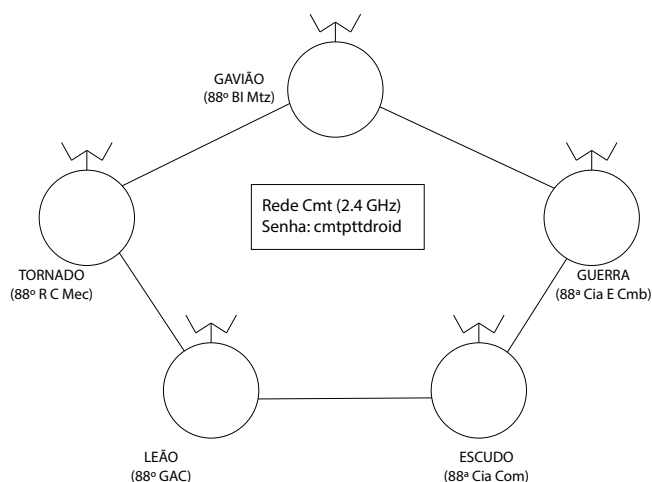 GAVIÃO
(88º BI Mtz)
TORNADO
(88º R C Mec)
Rede Cmt (2.4 GHz)
Senha: cmtpttdroid
GUERRA
(88ª Cia E Cmb)
LEÃO
(88º GAC)
ESCUDO
(88ª Cia Com)